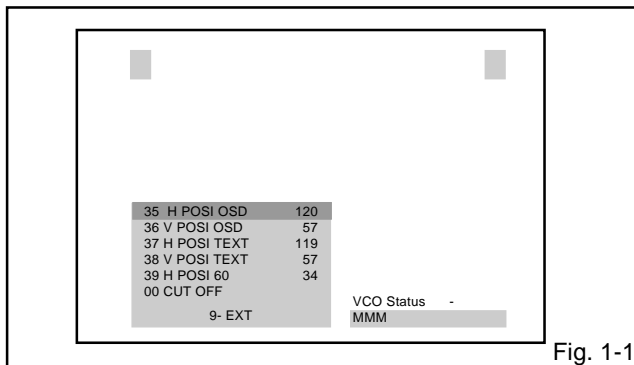 35 H POSI OSD 120
36 V POSI OSD 57
37 H POSI TEXT 119
38 V POSI TEXT 57
39 H POSI 60 34
00 CUT OFF
9- EXT
VCO Status -
MMM
Fig. 1-1